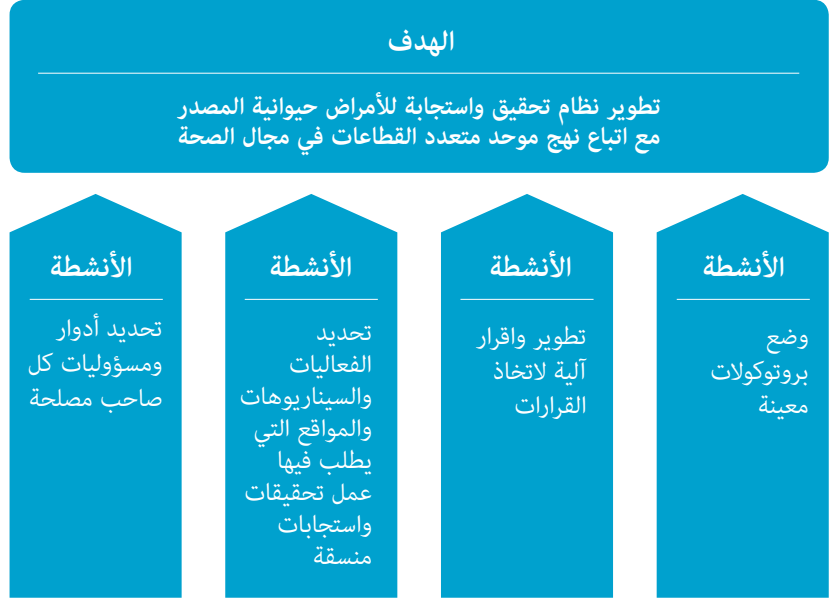 الهدف
تطوير نظام تحقيق واستجابة للأمراض حيوانية المصدر
مع اتباع نهج موحد متعدد القطاعات في مجال الصحة
الأنشطة
وضع
بروتوكولات
معينة
الأنشطة
تطوير واقرار
آلية لاتخاذ
القرارات
الأنشطة
تحديد
الفعاليات
والسيناريوهات
والمواقع التي
يطلب فيها
عمل تحقيقات
واستجابات
منسقة
الأنشطة
تحديد أدوار
ومسؤوليات كل
صاحب مصلحة